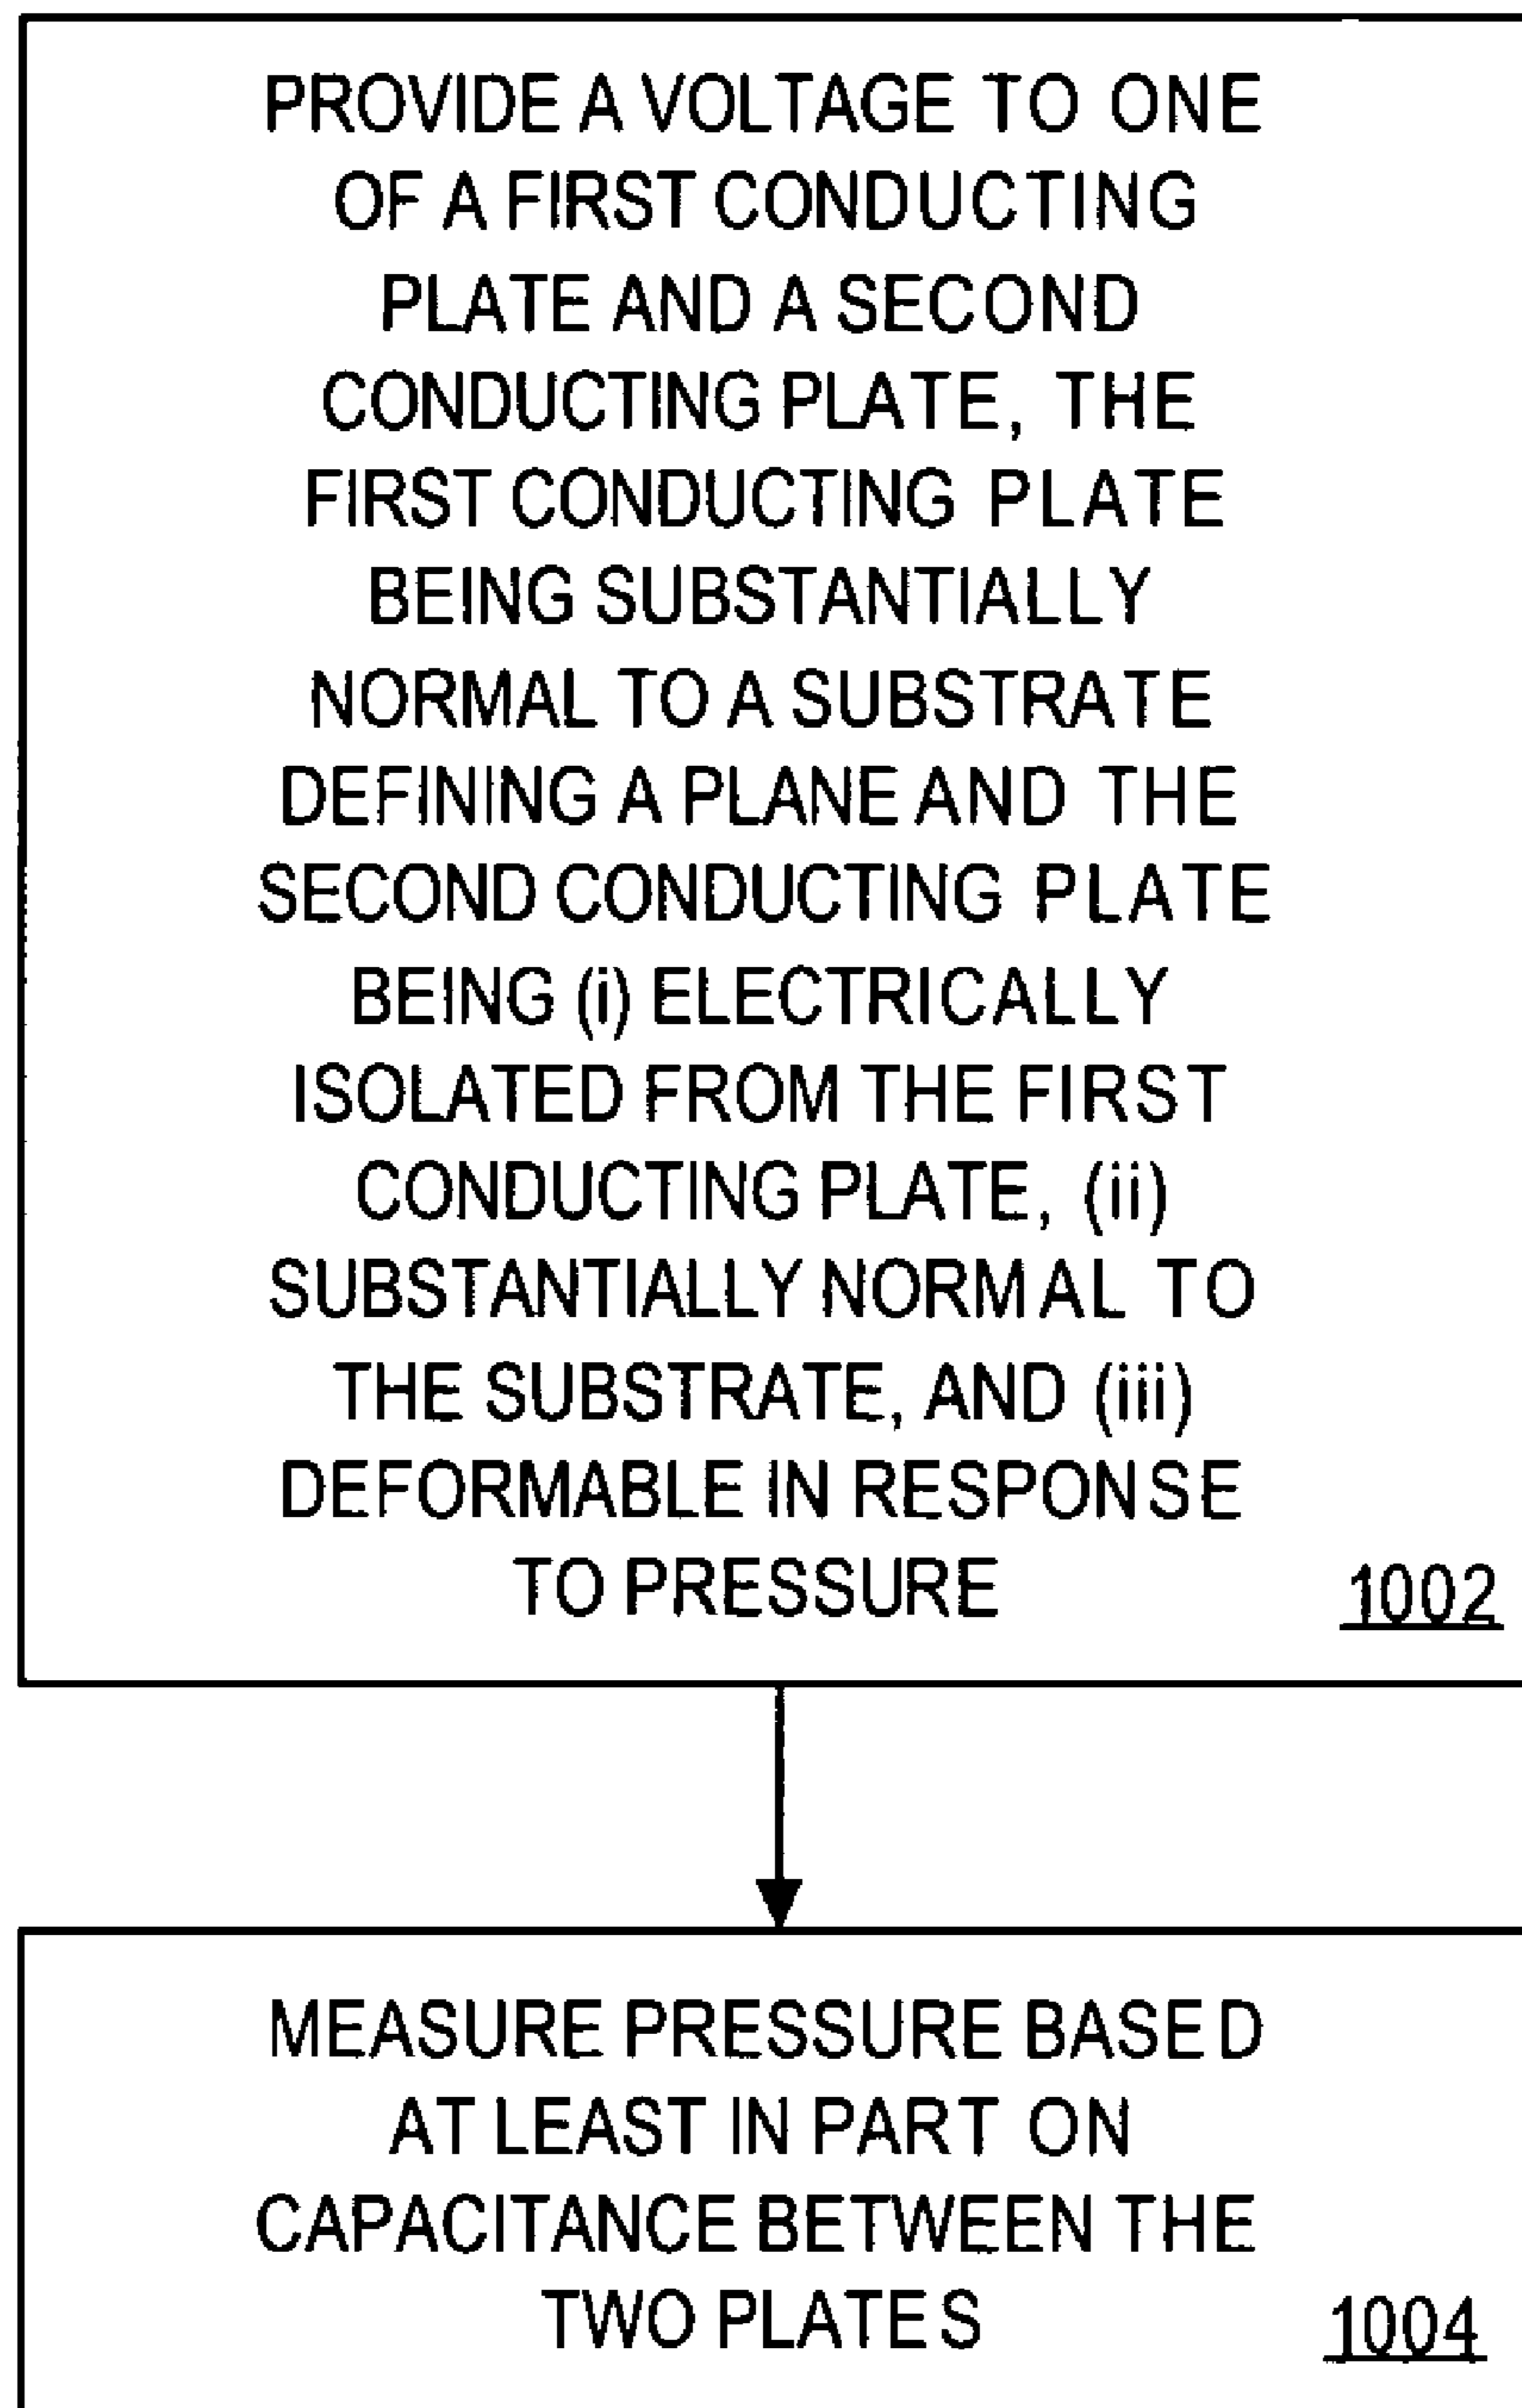 PROVIDE A VOLTAGE TO ONE
OF A FIRST CONDUCTING
PLATE AND A SECOND
CONDUCTING PLATE, THE
FIRST CONDUCTING PLATE
BEING SUBSTANTIALLY
NORMAL TO A SUBSTRATE
DEFINING A PLANE AND THE
SECOND CONDUCTING PLATE
BEING (i) ELECTRICALLY
ISOLATED FROM THE FIRST
CONDUCTING PLATE, (ii)
SUBSTANTIALLY NORMAL TO
THE SUBSTRATE, AND (iii)
DEFORMABLE IN RESPONSE
TO PRESSURE 1002
MEASURE PRESSURE BASED
AT LEAST IN PART ON
CAPACITANCE BETWEEN THE
TWO PLATES 1004